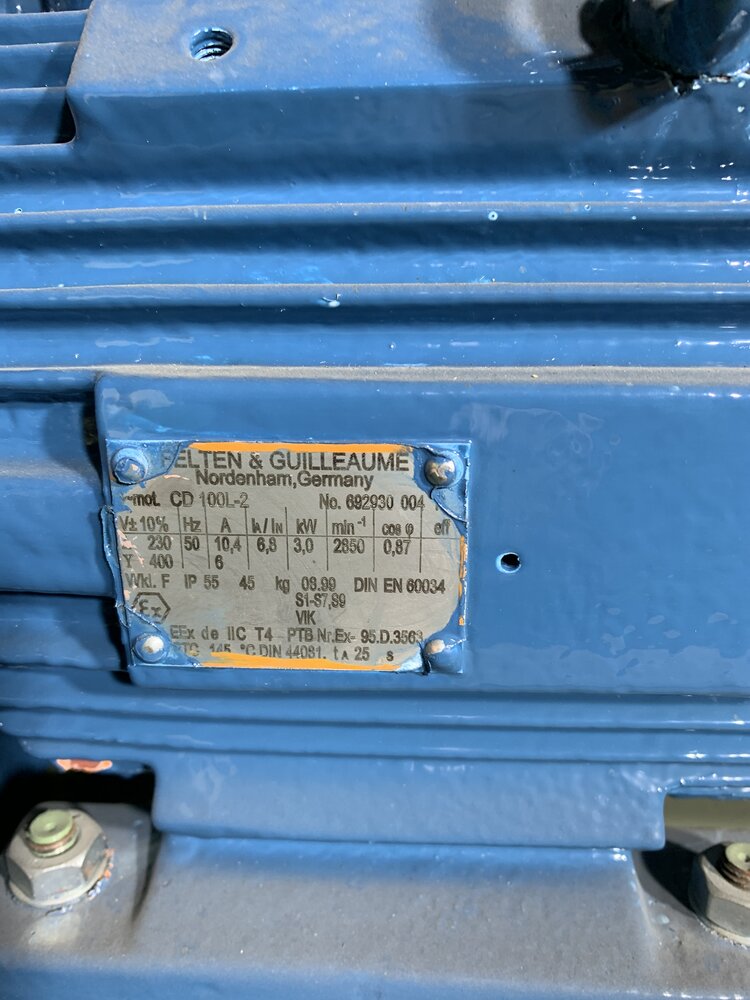 ELTEN & GUILLEAUME
Nordenham, Germany
~mot. CD 100L-2 No. 692930 004
V± 10% Hz A IA/IN kW min⁻¹ cos φ eff
230 50 10,4 6,8 3,0 2850 0,87
Y 400 6
Wkl. F IP 55 45 kg 08.99 DIN EN 60034
S1-S7,S9
Ex VIK
EEx de IIC T4 PTB Nr.Ex- 95.D.3563
TC 145 °C DIN 44081. tA 25 s